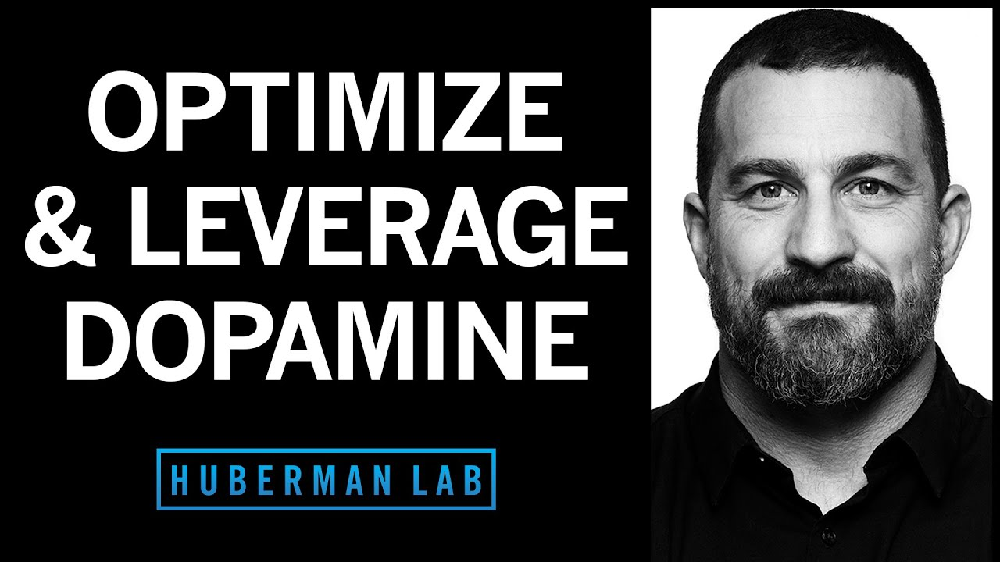 OPTIMIZE
& LEVERAGE
DOPAMINE
HUBERMAN LAB